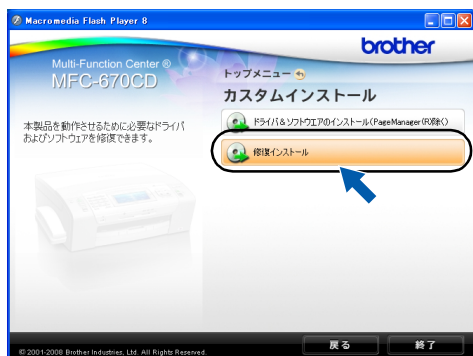 Macromedia Flash Player 8
brother
Multi-Function Center ®
MFC-670CD
トップメニュー
カスタムインストール
本製品を動作させるために必要なドライバ
およびソフトウェアを修復できます。
ドライバ&ソフトウエアのインストール(PageManager(R)除く)
修復インストール
戻る
終了
© 2001-2008 Brother Industries, Ltd. All Rights Reserved.